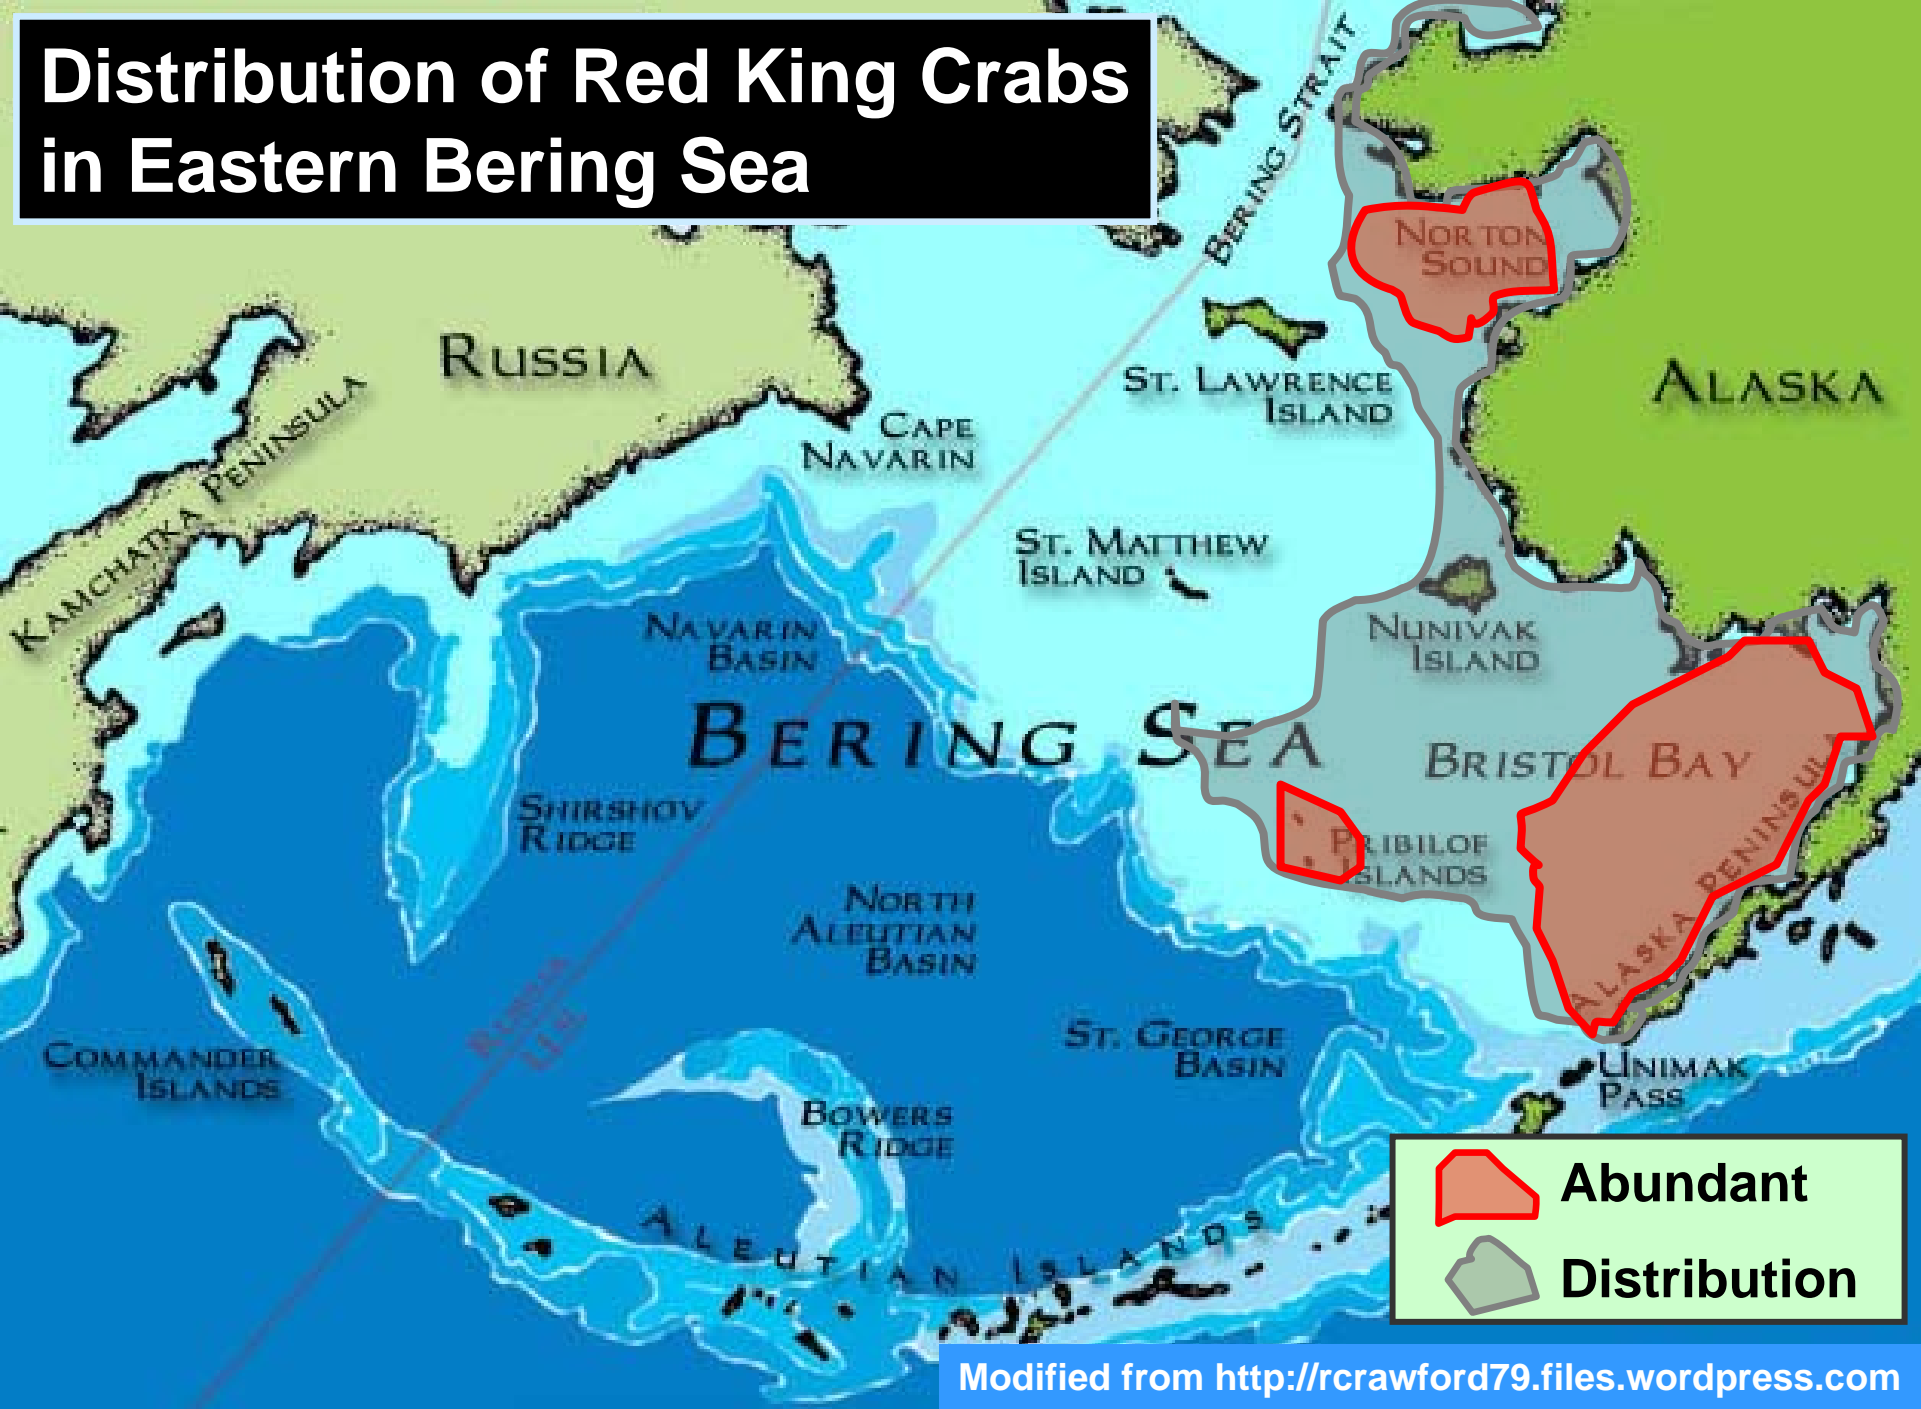 Distribution of Red King Crabs
in Eastern Bering Sea
BERING STRAIT
NORTON
SOUND
RUSSIA
ALASKA
ST. LAWRENCE
ISLAND
KAMCHATKA PENINSULA
CAPE
NAVARIN
ST. MATTHEW
ISLAND
NAVARIN
BASIN
NUNIVAK
ISLAND
BERING SEA
BRISTOL BAY
SHIRSHOV
RIDGE
PRIBILOF
ISLANDS
ALASKA PENINSUL
NORTH
ALEUTIAN
BASIN
RUSSIA
U.S.
ST. GEORGE
BASIN
COMMANDER
ISLANDS
UNIMAK
PASS
BOWERS
RIDGE
ALEUTIAN ISLANDS
Abundant
Distribution
Modified from http://rcrawford79.files.wordpress.com